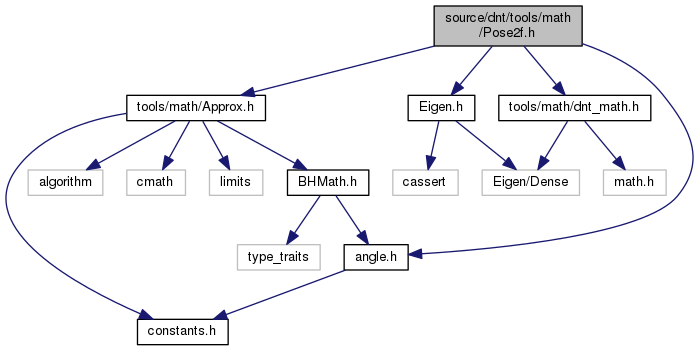 source/dnt/tools/math
/Pose2f.h
tools/math/Approx.h
Eigen.h
tools/math/dnt_math.h
algorithm
cmath
limits
BHMath.h
cassert
Eigen/Dense
math.h
type_traits
angle.h
constants.h